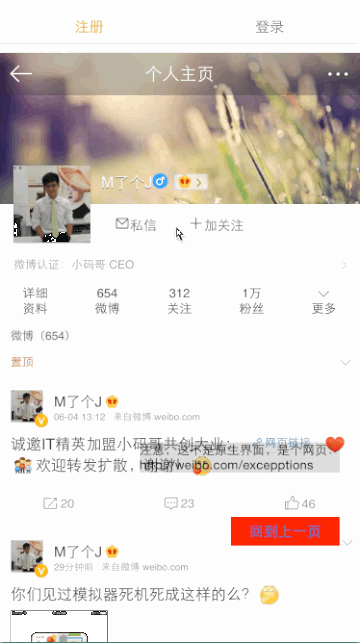 注册 登录
个人主页
M了个J
私信 加关注
微博认证：小码哥 CEO
详细资料 654微博 312关注 1万粉丝 更多
微博（654）
置顶
M了个J
06-04 13:12 来自微博 weibo.com
诚邀IT精英加盟小码哥共创大业： 网页链接
注意：这不是原生界面，是个网页：
欢迎转发扩散，谢谢！
http://weibo.com/excepptions
20 23 46
回到上一页
M了个J
29分钟前 来自微博 weibo.com
你们见过模拟器死机死成这样的么？